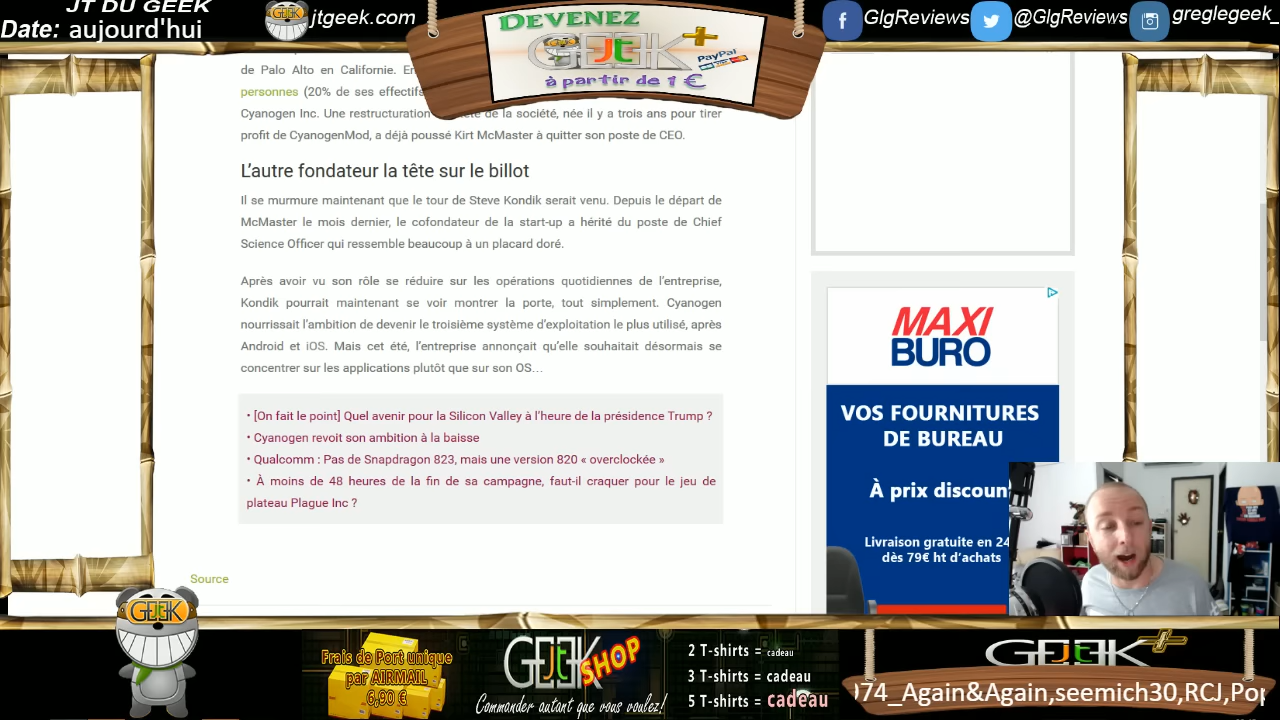 JT DU GEEK
Date: aujourd'hui
jtgeek.com
DEVENEZ
GEEK+
Jt
PayPal
à partir de 1 €
GlgReviews
@GlgReviews
greglegeek_
de Palo Alto en Californie. En
personnes (20% de ses effectifs
Cyanogen Inc. Une restructuration de la société, née il y a trois ans pour tirer
profit de CyanogenMod, a déjà poussé Kirt McMaster à quitter son poste de CEO.
L'autre fondateur la tête sur le billot
Il se murmure maintenant que le tour de Steve Kondik serait venu. Depuis le départ de
McMaster le mois dernier, le cofondateur de la start-up a hérité du poste de Chief
Science Officer qui ressemble beaucoup à un placard doré.
Après avoir vu son rôle se réduire sur les opérations quotidiennes de l'entreprise,
Kondik pourrait maintenant se voir montrer la porte, tout simplement. Cyanogen
nourrissait l'ambition de devenir le troisième système d'exploitation le plus utilisé, après
Android et iOS. Mais cet été, l'entreprise annonçait qu'elle souhaitait désormais se
concentrer sur les applications plutôt que sur son OS…
• [On fait le point] Quel avenir pour la Silicon Valley à l'heure de la présidence Trump ?
• Cyanogen revoit son ambition à la baisse
• Qualcomm : Pas de Snapdragon 823, mais une version 820 « overclockée »
• À moins de 48 heures de la fin de sa campagne, faut-il craquer pour le jeu de
plateau Plague Inc ?
Source
MAXI
BURO
VOS FOURNITURES
DE BUREAU
À prix discoun
Livraison gratuite en 24
dès 79€ ht d'achats
GEEK
Frais de Port unique
par AIRMAIL
6,90 €
GEEK SHOP
Jt
Commander autant que vous voulez!
2 T-shirts = cadeau
3 T-shirts = cadeau
5 T-shirts = cadeau
GEEK+
Jt
074_Again&Again,seemich30,RCJ,Pop